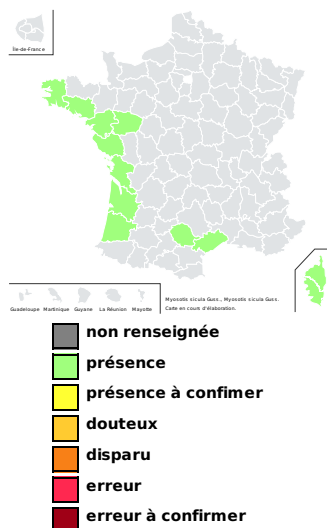 Île-de-France
Guadeloupe Martinique Guyane La Réunion Mayotte
Myosotis sicula Guss., Myosotis sicula Guss.
Carte en cours d'élaboration.
non renseignée
présence
présence à confimer
douteux
disparu
erreur
erreur à confirmer